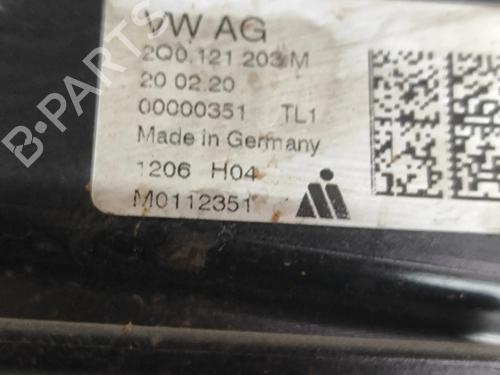 VW AG
2Q0.121 203 M
20 02.20
00000351 TL1
Made in Germany
1206 H04
M0112351
B-PARTS